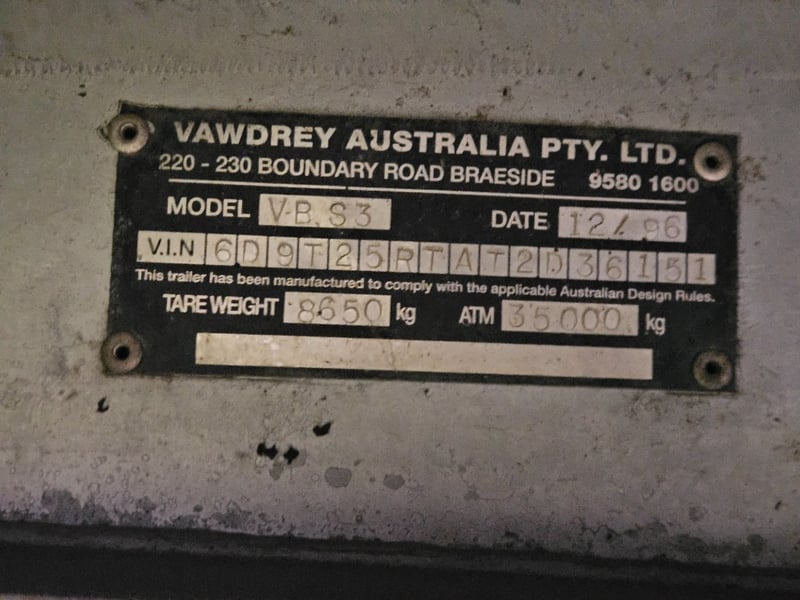 VAWDREY AUSTRALIA PTY. LTD.
220 - 230 BOUNDARY ROAD BRAESIDE 9580 1600
MODEL V-B.S3 DATE 12/.96
V.I.N 6D9T25RTAT2D36151
This trailer has been manufactured to comply with the applicable Australian Design Rules.
TARE WEIGHT 8650 kg ATM 35000 kg